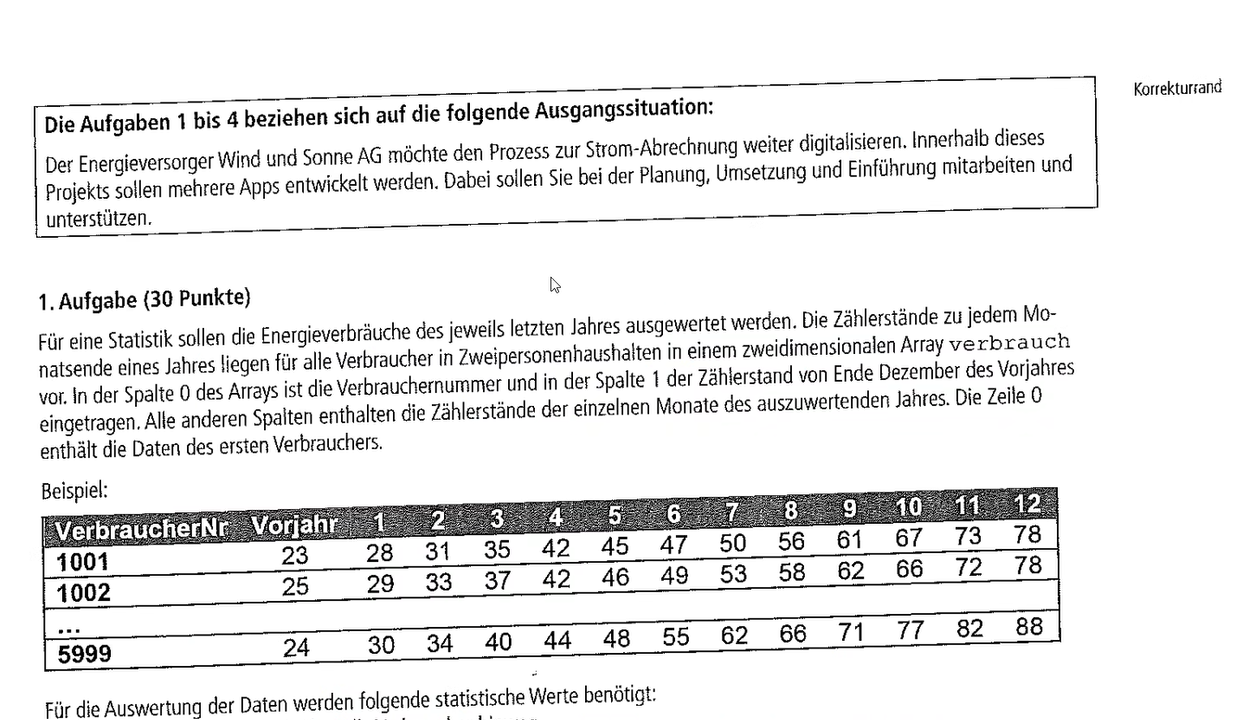 Korrekturrand
Die Aufgaben 1 bis 4 beziehen sich auf die folgende Ausgangssituation:
Der Energieversorger Wind und Sonne AG möchte den Prozess zur Strom-Abrechnung weiter digitalisieren. Innerhalb dieses
Projekts sollen mehrere Apps entwickelt werden. Dabei sollen Sie bei der Planung, Umsetzung und Einführung mitarbeiten und
unterstützen.
1. Aufgabe (30 Punkte)
Für eine Statistik sollen die Energieverbräuche des jeweils letzten Jahres ausgewertet werden. Die Zählerstände zu jedem Mo-
natsende eines Jahres liegen für alle Verbraucher in Zweipersonenhaushalten in einem zweidimensionalen Array verbrauch
vor. In der Spalte 0 des Arrays ist die Verbrauchernummer und in der Spalte 1 der Zählerstand von Ende Dezember des Vorjahres
eingetragen. Alle anderen Spalten enthalten die Zählerstände der einzelnen Monate des auszuwertenden Jahres. Die Zeile 0
enthält die Daten des ersten Verbrauchers.
Beispiel:
VerbraucherNr Vorjahr 1 2 3 4 5 6 7 8 9 10 11 12
1001 23 28 31 35 42 45 47 50 56 61 67 73 78
1002 25 29 33 37 42 46 49 53 58 62 66 72 78
...
5999 24 30 34 40 44 48 55 62 66 71 77 82 88
Für die Auswertung der Daten werden folgende statistische Werte benötigt: